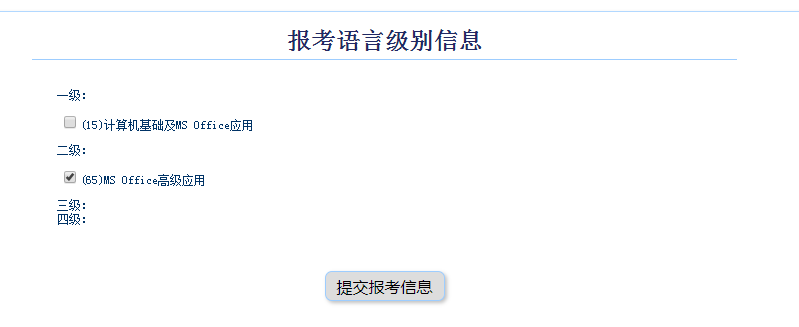 报考语言级别信息
一级:
(15)计算机基础及MS Office应用
二级:
(65)MS Office高级应用
三级:
四级:
提交报考信息